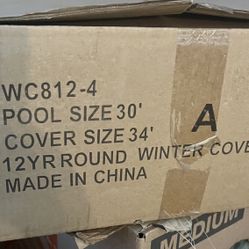 WC812-4
POOL SIZE 30'
COVER SIZE 34'
A
12YR ROUND WINTER COVE
MADE IN CHINA
MEDIUM